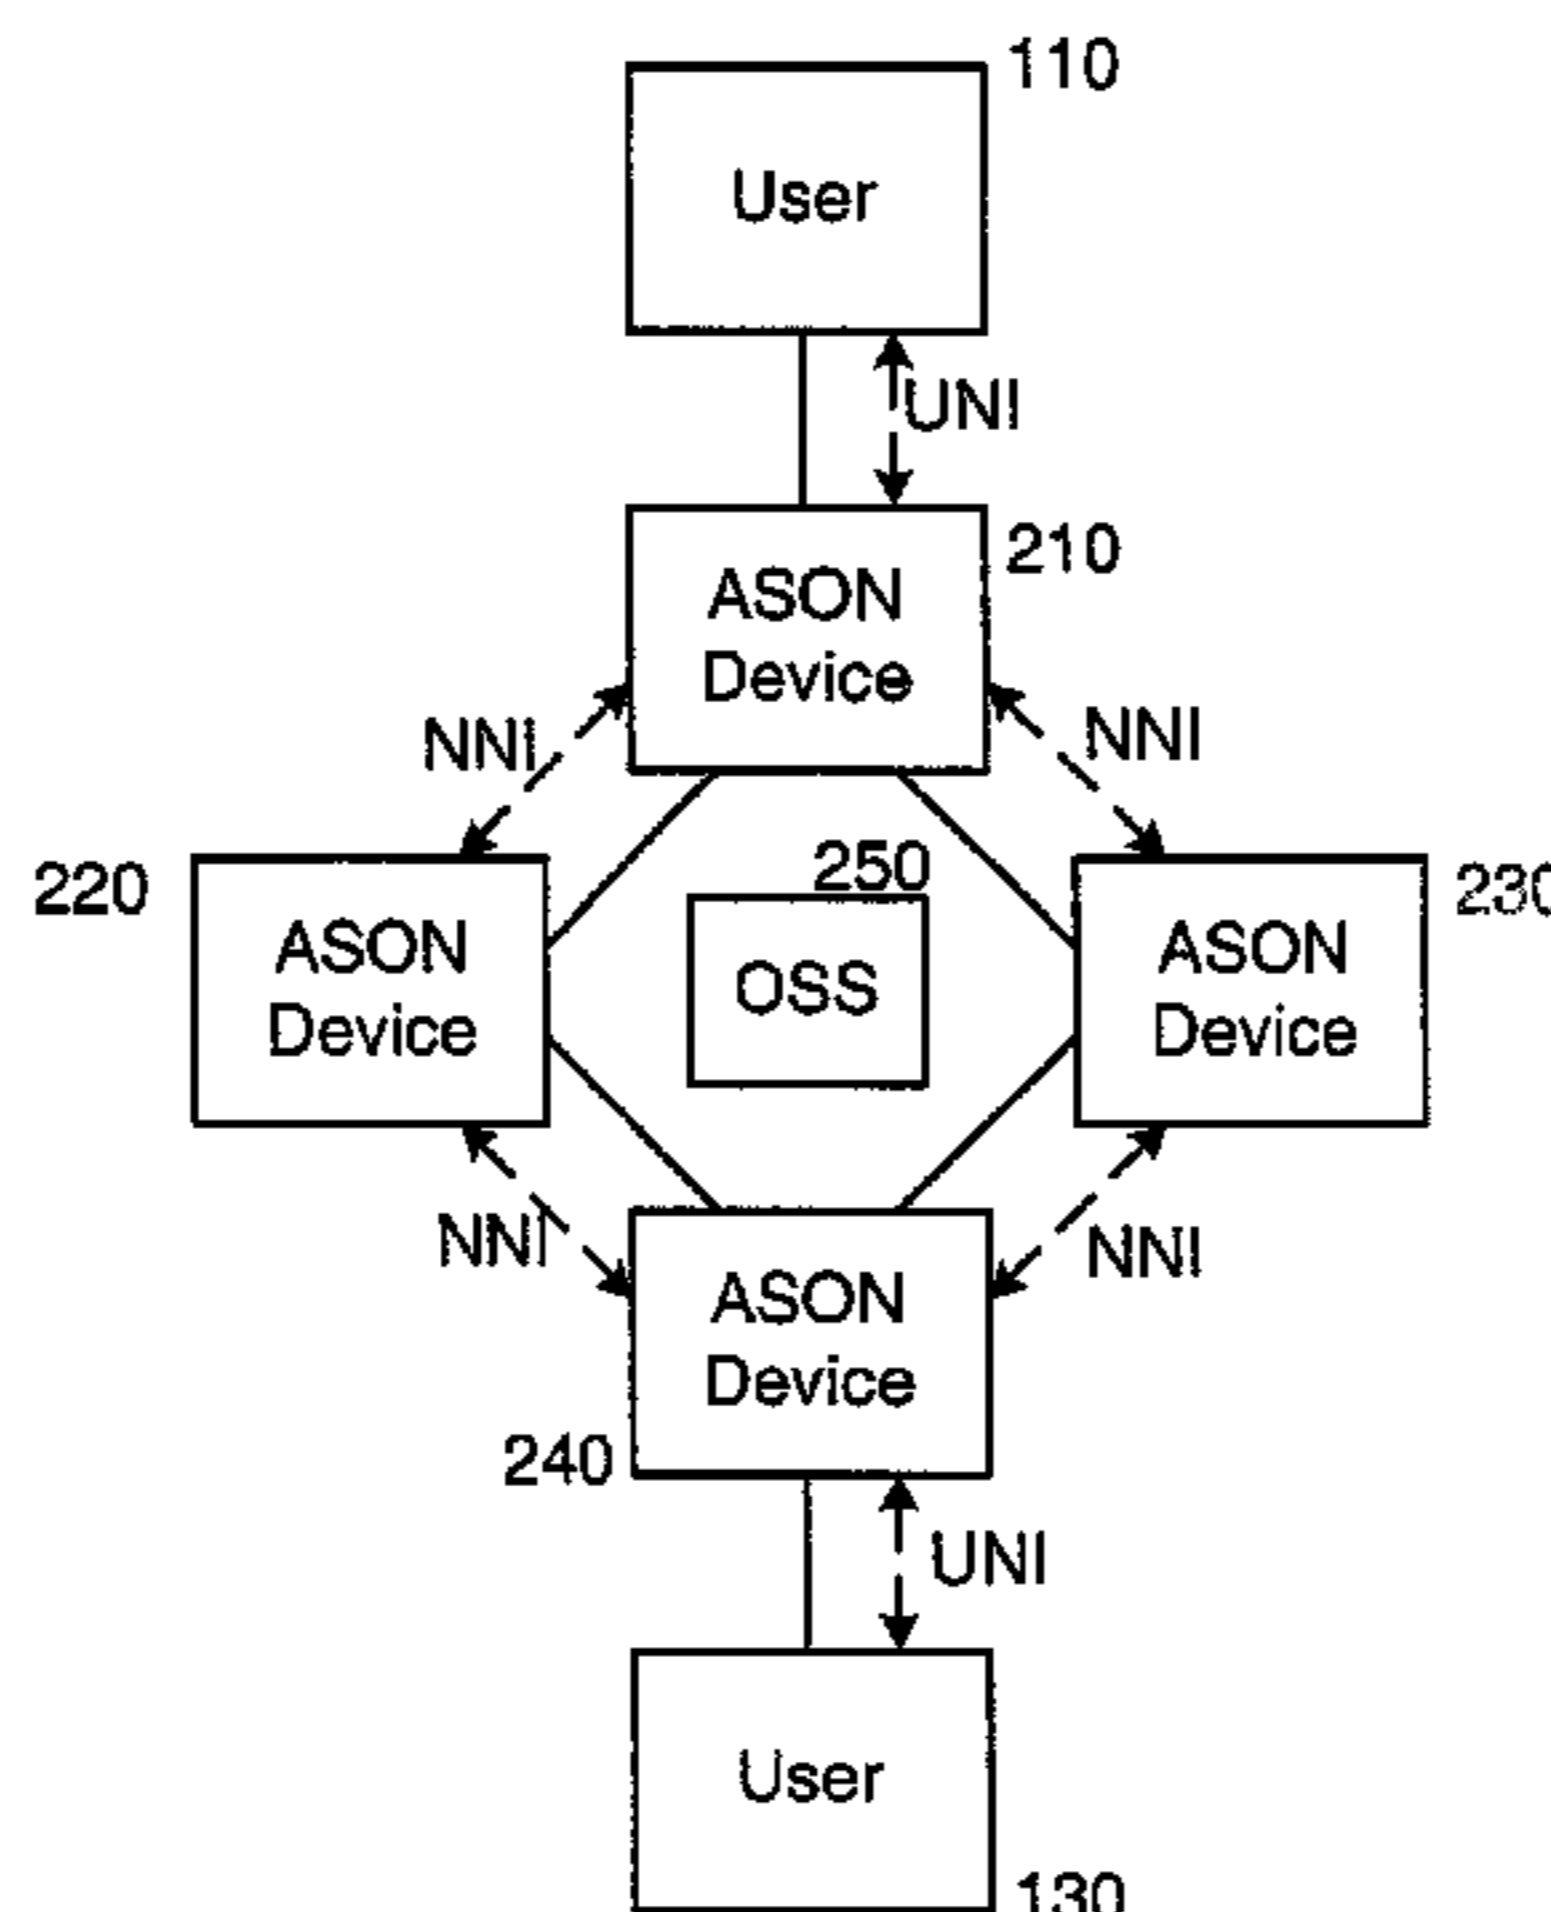 110
User
UNI
210
ASON
Device
NNI
NNI
250
220
230
ASON
Device
OSS
ASON
Device
NNI
NNI
ASON
Device
240
UNI
User
130